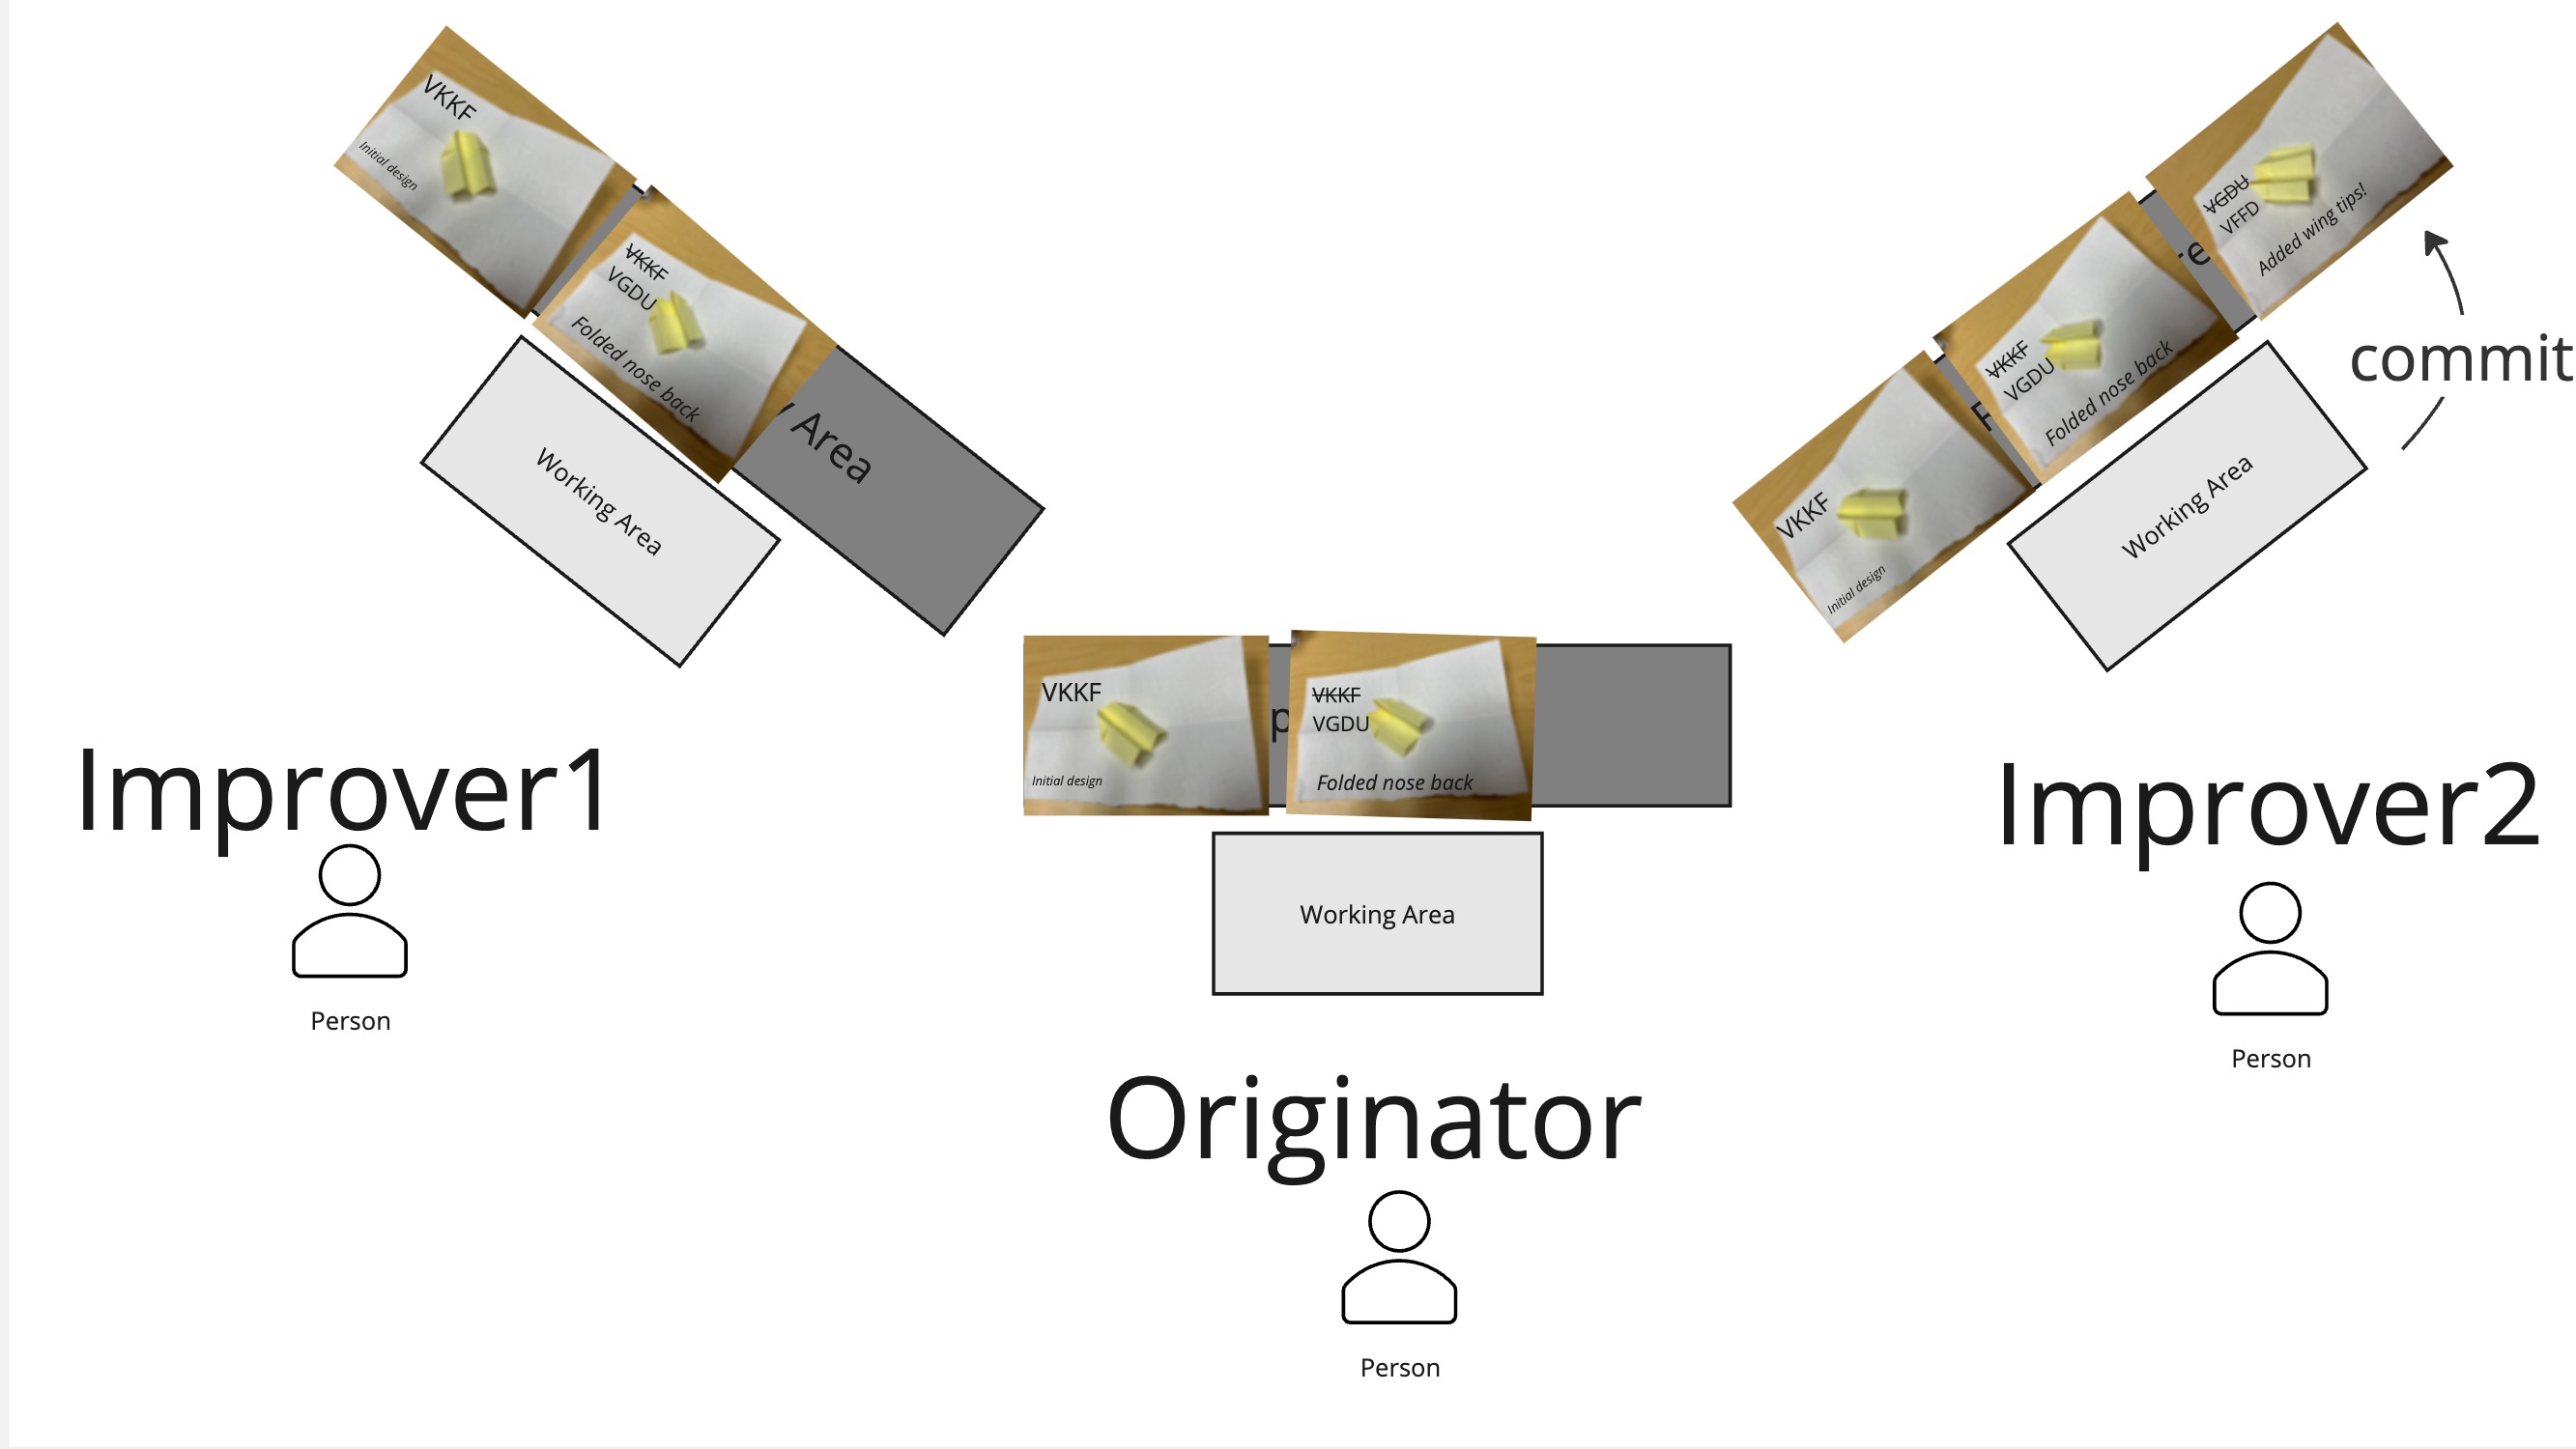 VKKF
Initial design
VKKF
VGDU
Folded nose back
Area
Working Area
Improver1
Person
VKKF
Initial design
p
VKKF
VGDU
Folded nose back
Working Area
Originator
Person
VKKF
Initial design
VKKF
VGDU
Folded nose back
re
VGDU
VFFD
Added wing tips!
Working Area
commit
Improver2
Person